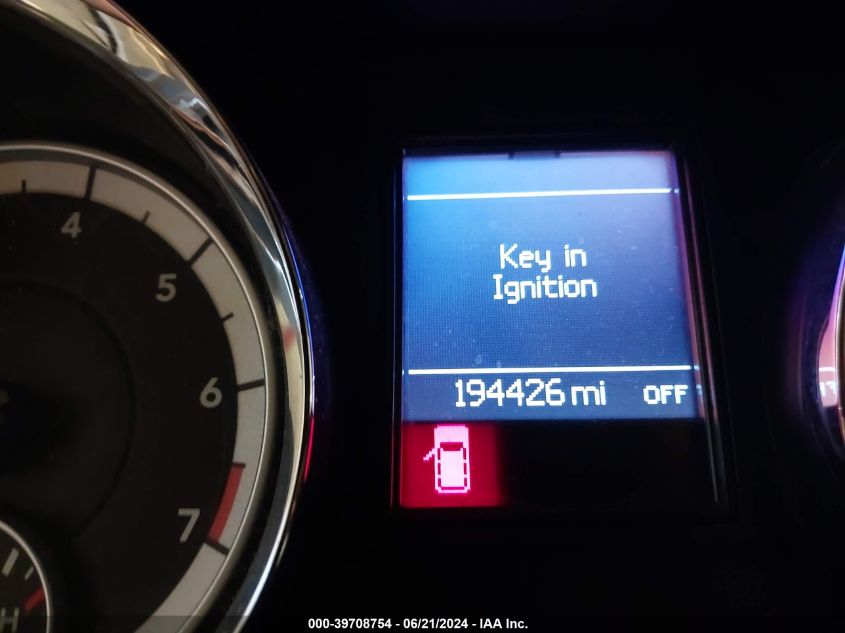 4
5
6
7
H
Key in
Ignition
194426 mi OFF
000-39708754 - 06/21/2024 - IAA Inc.